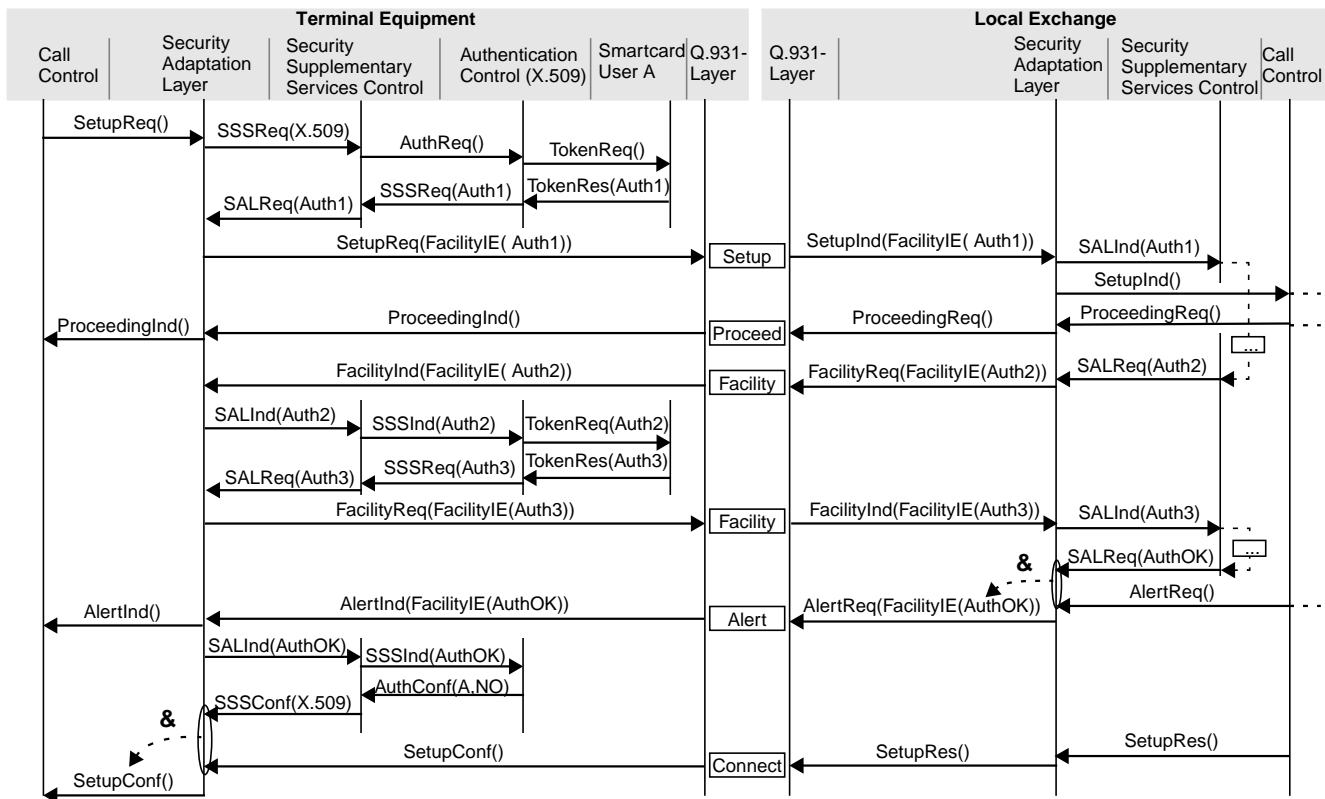 Terminal Equipment
Local Exchange
Call
Control
Security
Adaptation
Layer
Security
Supplementary
Services Control
Authentication
Control (X.509)
Smartcard
User A
Q.931-
Layer
Q.931-
Layer
Security
Adaptation
Layer
Security
Supplementary
Services Control
Call
Control
SetupReq()
SSSReq(X.509)
AuthReq()
TokenReq()
TokenRes(Auth1)
SSSReq(Auth1)
SALReq(Auth1)
SetupReq(FacilityIE( Auth1))
Setup
SetupInd(FacilityIE( Auth1))
SALInd(Auth1)
SetupInd()
ProceedingInd()
ProceedingInd()
Proceed
ProceedingReq()
ProceedingReq()
...
FacilityInd(FacilityIE( Auth2))
Facility
FacilityReq(FacilityIE(Auth2))
SALReq(Auth2)
SALInd(Auth2)
SSSInd(Auth2)
TokenReq(Auth2)
TokenRes(Auth3)
SSSReq(Auth3)
SALReq(Auth3)
FacilityReq(FacilityIE(Auth3))
Facility
FacilityInd(FacilityIE(Auth3))
SALInd(Auth3)
...
&
SALReq(AuthOK)
AlertInd()
AlertInd(FacilityIE(AuthOK))
Alert
AlertReq(FacilityIE(AuthOK))
AlertReq()
SALInd(AuthOK)
SSSInd(AuthOK)
AuthConf(A,NO)
SSSConf(X.509)
&
SetupConf()
SetupConf()
Connect
SetupRes()
SetupRes()